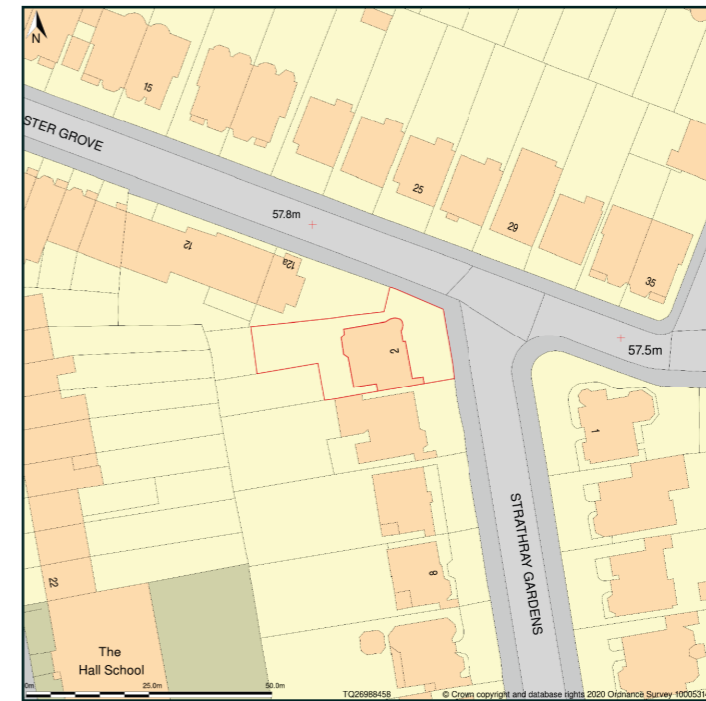 N
15
STER GROVE
25
57.8m
12
29
12a
35
2
57.5m
1
STRATHRAY GARDENS
8
22
The
Hall School
0m
25.0m
50.0m
TQ26988458
© Crown copyright and database rights 2020 Ordnance Survey 1000531